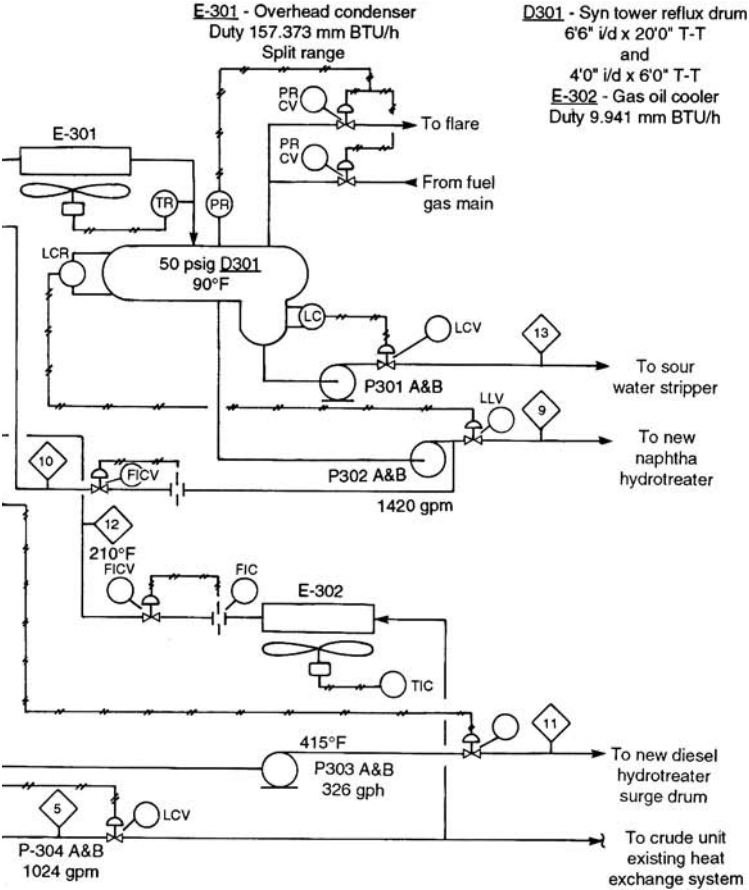 E-301 - Overhead condenser
Duty 157.373 mm BTU/h
Split range
D301 - Syn tower reflux drum
6'6" i/d x 20'0" T-T
and
4'0" i/d x 6'0" T-T
E-302 - Gas oil cooler
Duty 9.941 mm BTU/h
PR
CV
To flare
E-301
PR
CV
From fuel
gas main
TR
PR
LCR
50 psig D301
90°F
LC
LCV
13
P301 A&B
To sour
water stripper
LLV
9
To new
naphtha
hydrotreater
10
FICV
P302 A&B
1420 gpm
12
210°F
FICV
FIC
E-302
TIC
11
415°F
P303 A&B
326 gph
To new diesel
hydrotreater
surge drum
5
LCV
P-304 A&B
1024 gpm
To crude unit
existing heat
exchange system